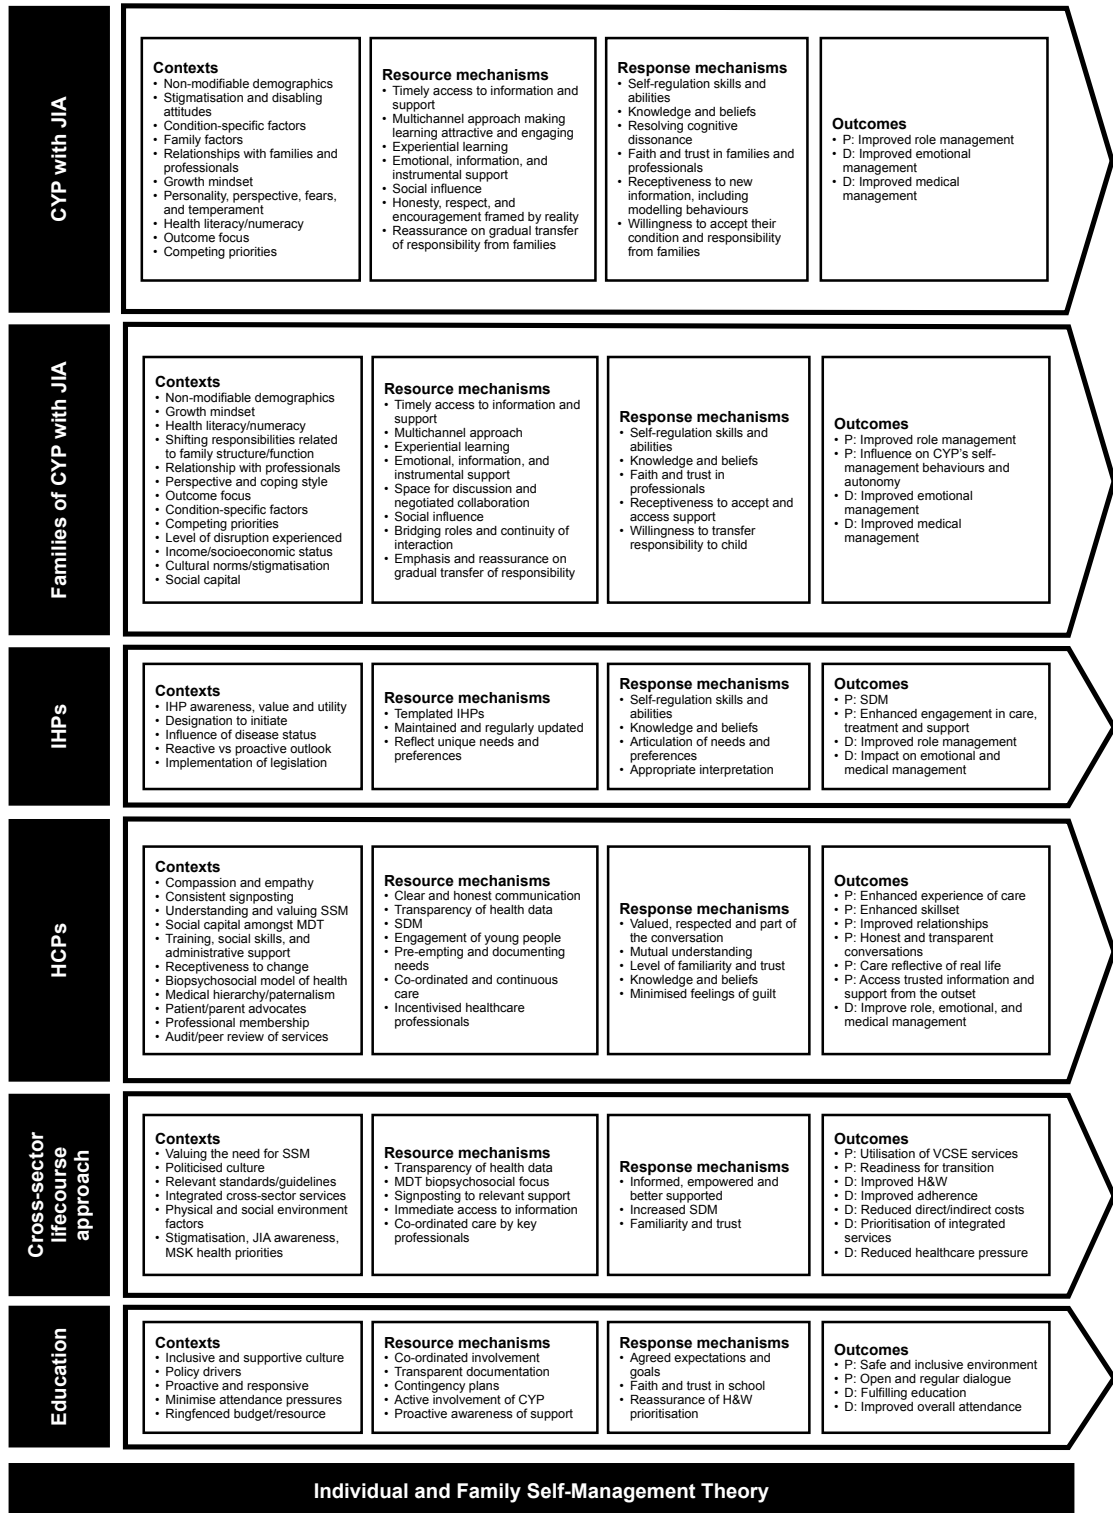 CYP with JIA
Contexts
• Non-modifiable demographics
• Stigmatisation and disabling
attitudes
• Condition-specific factors
• Family factors
• Relationships with families and
professionals
• Growth mindset
• Personality, perspective, fears,
and temperament
• Health literacy/numeracy
• Outcome focus
• Competing priorities
Resource mechanisms
• Timely access to information and
support
• Multichannel approach making
learning attractive and engaging
• Experiential learning
• Emotional, information, and
instrumental support
• Social influence
• Honesty, respect, and
encouragement framed by reality
• Reassurance on gradual transfer
of responsibility from families
Response mechanisms
• Self-regulation skills and
abilities
• Knowledge and beliefs
• Resolving cognitive
dissonance
• Faith and trust in families and
professionals
• Receptiveness to new
information, including
modelling behaviours
• Willingness to accept their
condition and responsibility
from families
Outcomes
• P: Improved role management
• D: Improved emotional
management
• D: Improved medical
management
Families of CYP with JIA
Contexts
• Non-modifiable demographics
• Growth mindset
• Health literacy/numeracy
• Shifting responsibilities related
to family structure/function
• Relationship with professionals
• Perspective and coping style
• Outcome focus
• Condition-specific factors
• Competing priorities
• Level of disruption experienced
• Income/socioeconomic status
• Cultural norms/stigmatisation
• Social capital
Resource mechanisms
• Timely access to information and
support
• Multichannel approach
• Experiential learning
• Emotional, information, and
instrumental support
• Space for discussion and
negotiated collaboration
• Social influence
• Bridging roles and continuity of
interaction
• Emphasis and reassurance on
gradual transfer of responsibility
Response mechanisms
• Self-regulation skills and
abilities
• Knowledge and beliefs
• Faith and trust in
professionals
• Receptiveness to accept and
access support
• Willingness to transfer
responsibility to child
Outcomes
• P: Improved role management
• P: Influence on CYP's self-
management behaviours and
autonomy
• D: Improved emotional
management
• D: Improved medical
management
IHPs
Contexts
• IHP awareness, value and utility
• Designation to initiate
• Influence of disease status
• Reactive vs proactive outlook
• Implementation of legislation
Resource mechanisms
• Templated IHPs
• Maintained and regularly updated
• Reflect unique needs and
preferences
Response mechanisms
• Self-regulation skills and
abilities
• Knowledge and beliefs
• Articulation of needs and
preferences
• Appropriate interpretation
Outcomes
• P: SDM
• P: Enhanced engagement in care,
treatment and support
• D: Improved role management
• D: Impact on emotional and
medical management
HCPs
Contexts
• Compassion and empathy
• Consistent signposting
• Understanding and valuing SSM
• Social capital amongst MDT
• Training, social skills, and
administrative support
• Receptiveness to change
• Biopsychosocial model of health
• Medical hierarchy/paternalism
• Patient/parent advocates
• Professional membership
• Audit/peer review of services
Resource mechanisms
• Clear and honest communication
• Transparency of health data
• SDM
• Engagement of young people
• Pre-empting and documenting
needs
• Co-ordinated and continuous
care
• Incentivised healthcare
professionals
Response mechanisms
• Valued, respected and part of
the conversation
• Mutual understanding
• Level of familiarity and trust
• Knowledge and beliefs
• Minimised feelings of guilt
Outcomes
• P: Enhanced experience of care
• P: Enhanced skillset
• P: Improved relationships
• P: Honest and transparent
conversations
• P: Care reflective of real life
• P: Access trusted information and
support from the outset
• D: Improve role, emotional, and
medical management
Cross-sector
lifecourse
approach
Contexts
• Valuing the need for SSM
• Politicised culture
• Relevant standards/guidelines
• Integrated cross-sector services
• Physical and social environment
factors
• Stigmatisation, JIA awareness,
MSK health priorities
Resource mechanisms
• Transparency of health data
• MDT biopsychosocial focus
• Signposting to relevant support
• Immediate access to information
• Co-ordinated care by key
professionals
Response mechanisms
• Informed, empowered and
better supported
• Increased SDM
• Familiarity and trust
Outcomes
• P: Utilisation of VCSE services
• P: Readiness for transition
• D: Improved H&W
• D: Improved adherence
• D: Reduced direct/indirect costs
• D: Prioritisation of integrated
services
• D: Reduced healthcare pressure
Education
Contexts
• Inclusive and supportive culture
• Policy drivers
• Proactive and responsive
• Minimise attendance pressures
• Ringfenced budget/resource
Resource mechanisms
• Co-ordinated involvement
• Transparent documentation
• Contingency plans
• Active involvement of CYP
• Proactive awareness of support
Response mechanisms
• Agreed expectations and
goals
• Faith and trust in school
• Reassurance of H&W
prioritisation
Outcomes
• P: Safe and inclusive environment
• P: Open and regular dialogue
• D: Fulfilling education
• D: Improved overall attendance
Individual and Family Self-Management Theory